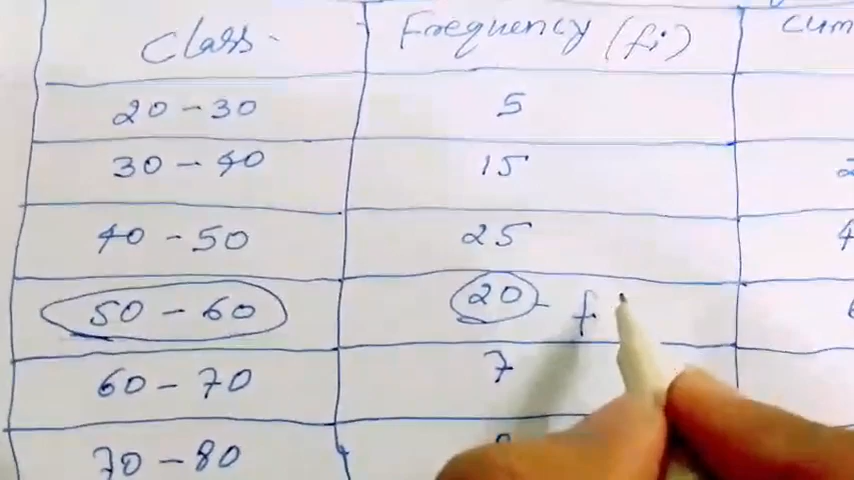 Class Frequency (fi) Cum
20 - 30 5
30 - 40 15
40 - 50 25
50 - 60 20 - f
60 - 70 7
70 - 80